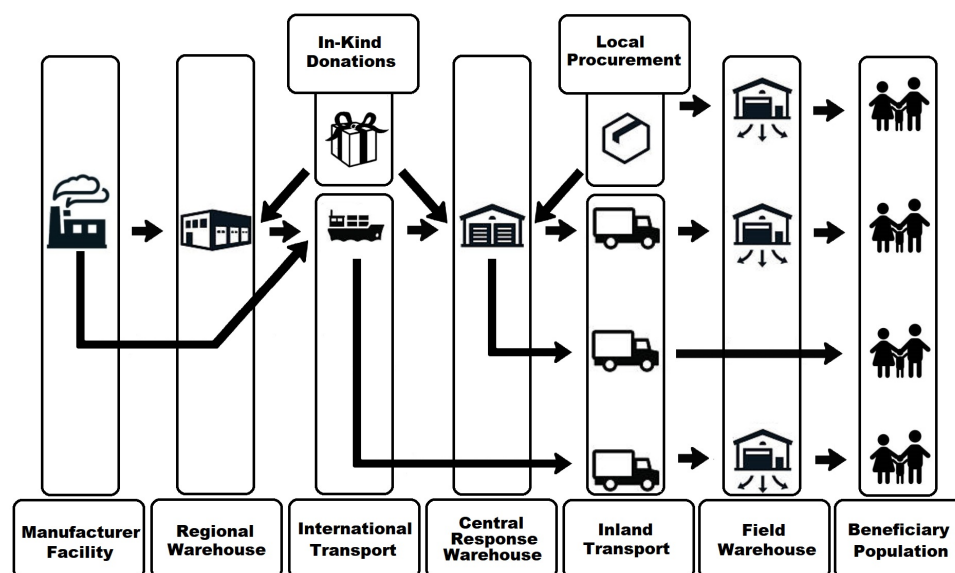 In-Kind
Donations
Local
Procurement
Manufacturer
Facility
Regional
Warehouse
International
Transport
Central
Response
Warehouse
Inland
Transport
Field
Warehouse
Beneficiary
Population